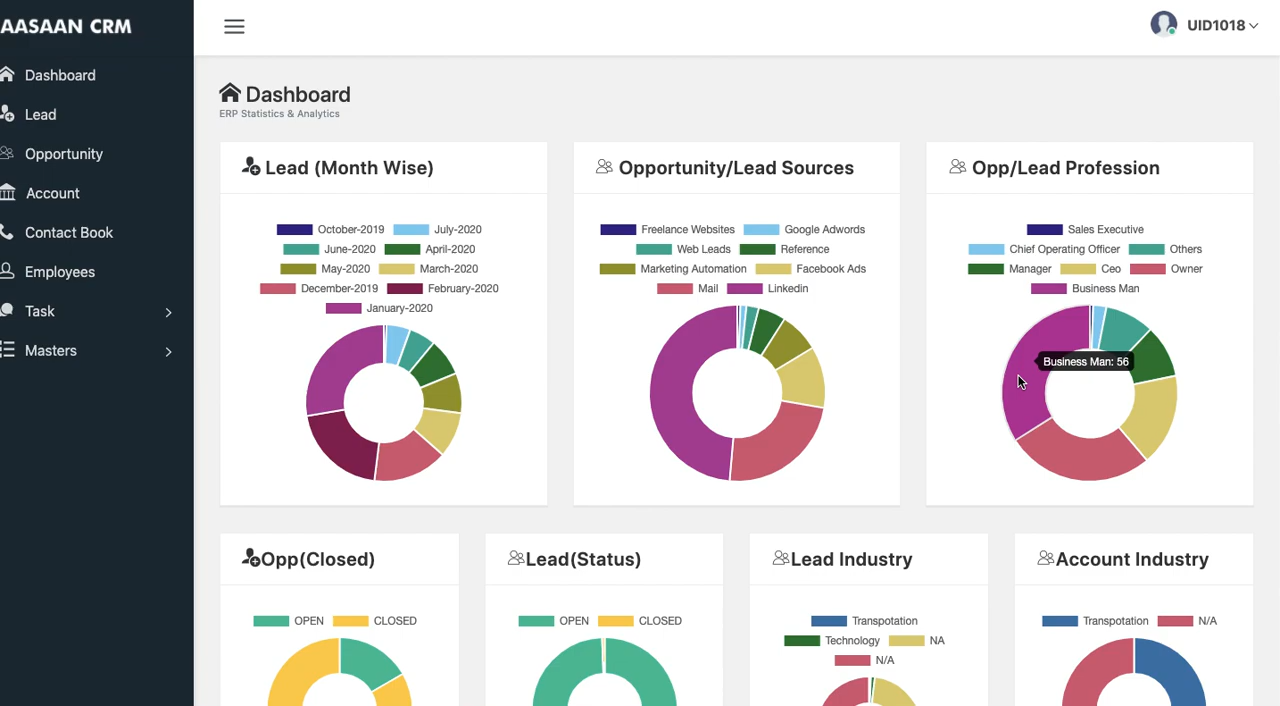 AASAAN CRM
UID1018
Dashboard
Lead
Opportunity
Account
Contact Book
Employees
Task
Masters
Dashboard
ERP Statistics & Analytics
Lead (Month Wise)
October-2019 July-2020
June-2020 April-2020
May-2020 March-2020
December-2019 February-2020
January-2020
Opportunity/Lead Sources
Freelance Websites Google Adwords
Web Leads Reference
Marketing Automation Facebook Ads
Mail Linkedin
Opp/Lead Profession
Sales Executive
Chief Operating Officer Others
Manager Ceo Owner
Business Man
Business Man: 56
Opp(Closed)
OPEN CLOSED
Lead(Status)
OPEN CLOSED
Lead Industry
Transpotation
Technology NA
N/A
Account Industry
Transpotation N/A